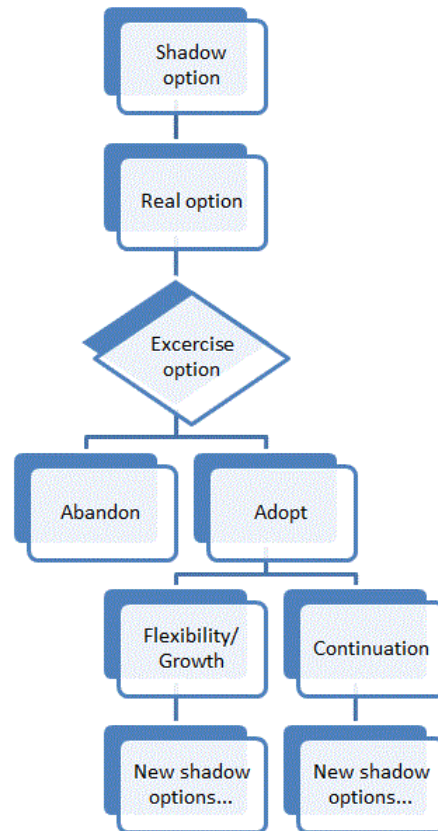 Shadow
option
Real option
Excercise
option
Abandon
Adopt
Flexibility/
Growth
Continuation
New shadow
options...
New shadow
options...